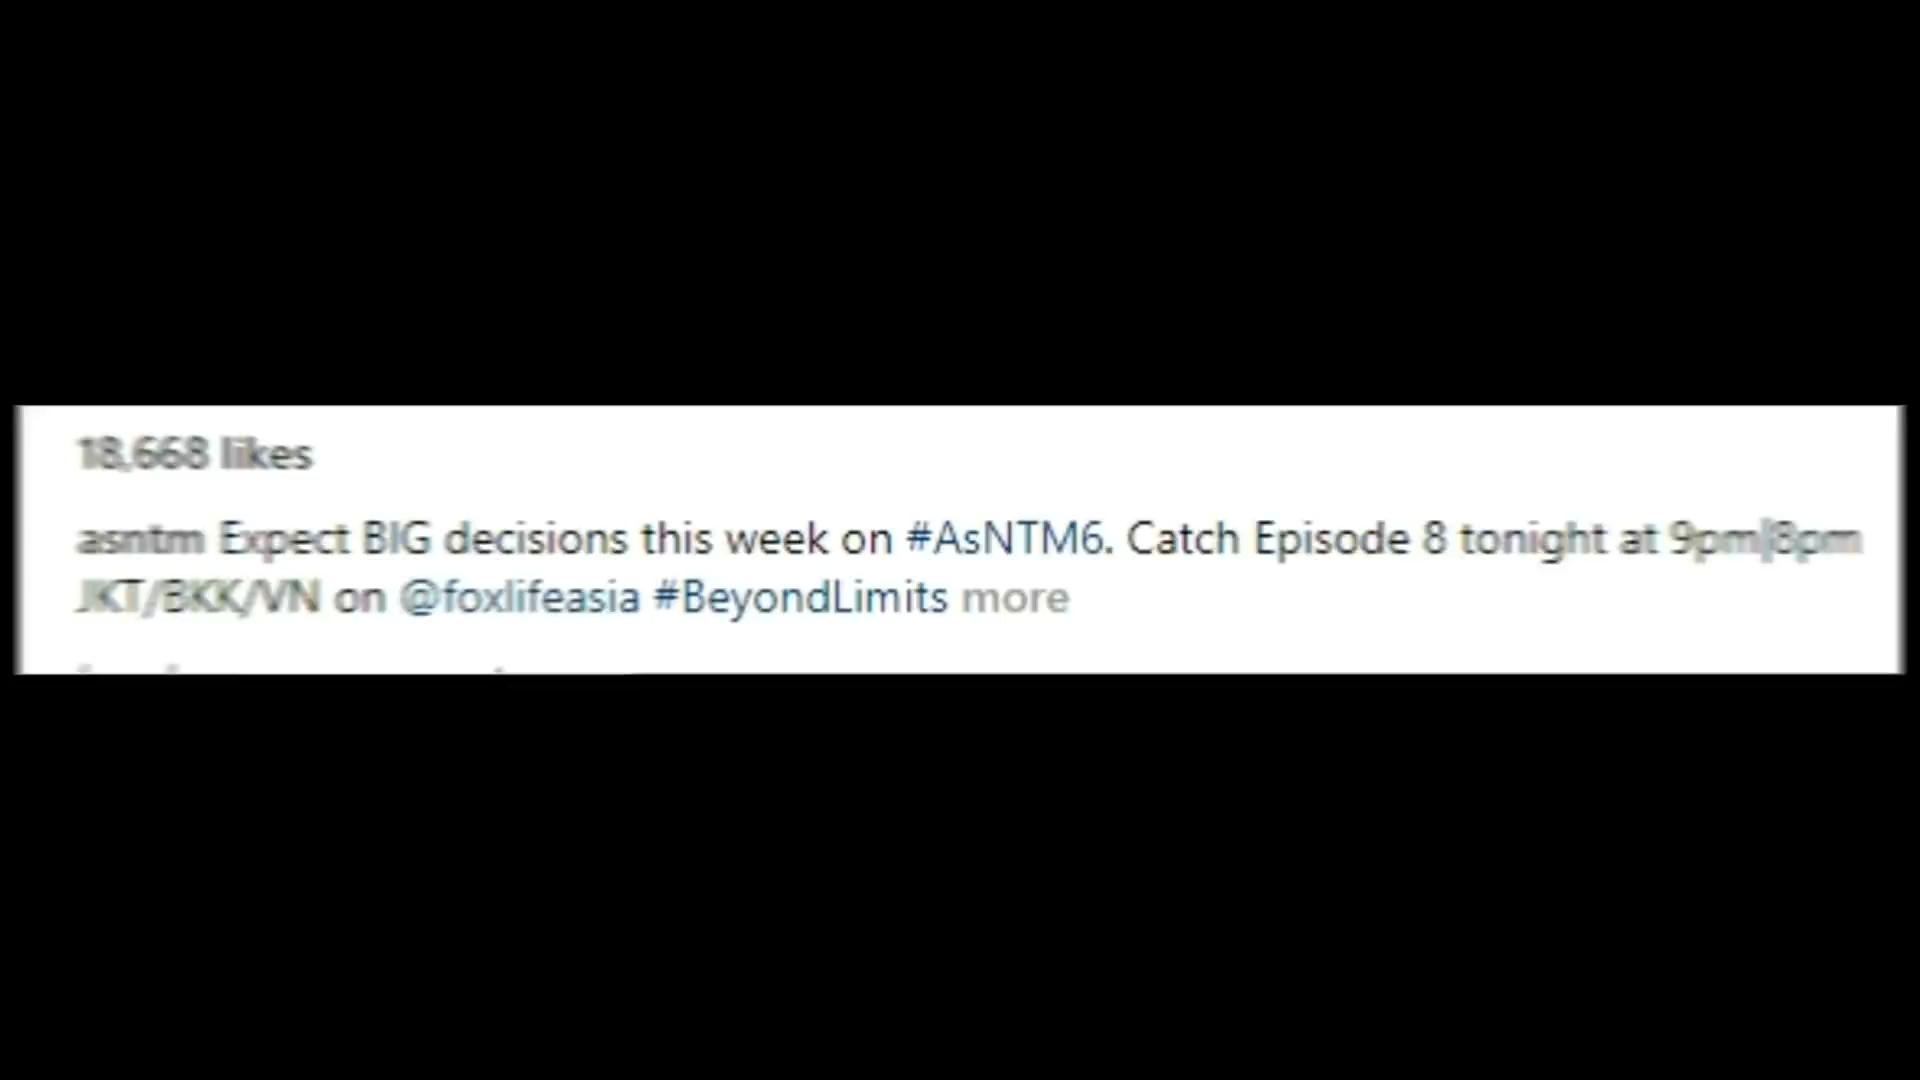 18,668 likes
asntm Expect BIG decisions this week on #AsNTM6. Catch Episode 8 tonight at 9pm|8pm
JKT/BKK/VN on @foxlifeasia #BeyondLimits more